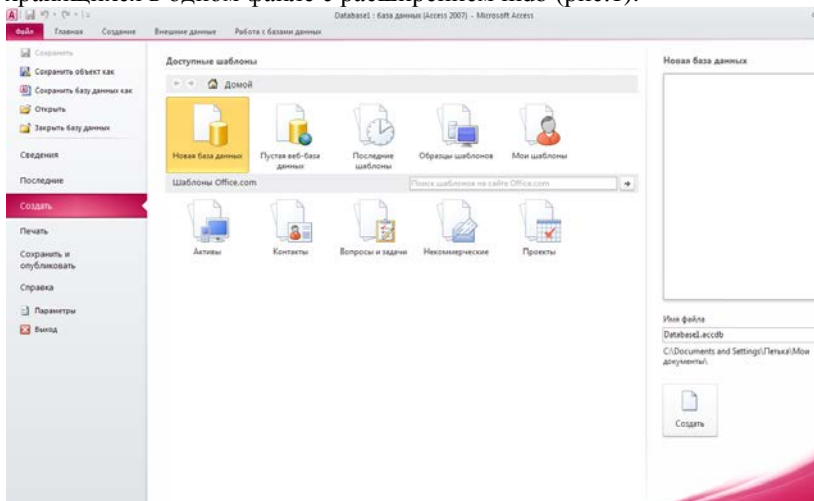 хранящихся в одном файле с расширением mdb (рис.1).
Database1 : база данных (Access 2007) - Microsoft Access
Файл Главная Создание Внешние данные Работа с базами данных
Сохранить
Сохранить объект как
Сохранить базу данных как
Открыть
Закрыть базу данных
Сведения
Последние
Создать
Печать
Сохранить и
опубликовать
Справка
Параметры
Выход
Доступные шаблоны
Домой
Новая база данных
Пустая веб-база
данных
Последние
шаблоны
Образцы шаблонов
Мои шаблоны
Шаблоны Office.com
Поиск шаблонов на сайте Office.com
Активы
Контакты
Вопросы и задачи
Некоммерческие
Проекты
Новая база данных
Имя файла
Database1.accdb
C:\Documents and Settings\Петька\Мои
документы\
Создать